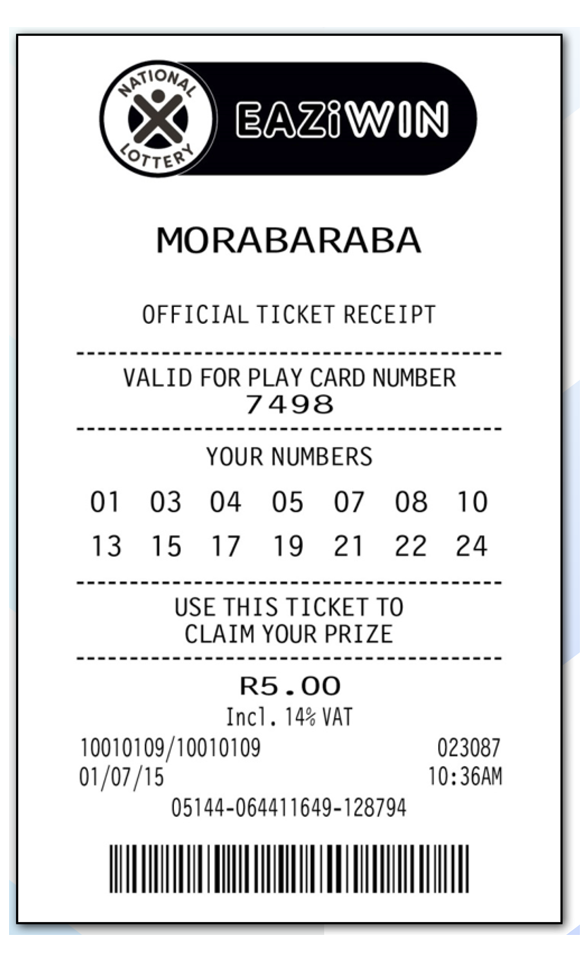 NATIONAL
LOTTERY
EAZiWIN
MORABARABA
OFFICIAL TICKET RECEIPT
VALID FOR PLAY CARD NUMBER
7498
YOUR NUMBERS
01 03 04 05 07 08 10
13 15 17 19 21 22 24
USE THIS TICKET TO
CLAIM YOUR PRIZE
R5.00
Incl. 14% VAT
10010109/10010109 023087
01/07/15 10:36AM
05144-064411649-128794